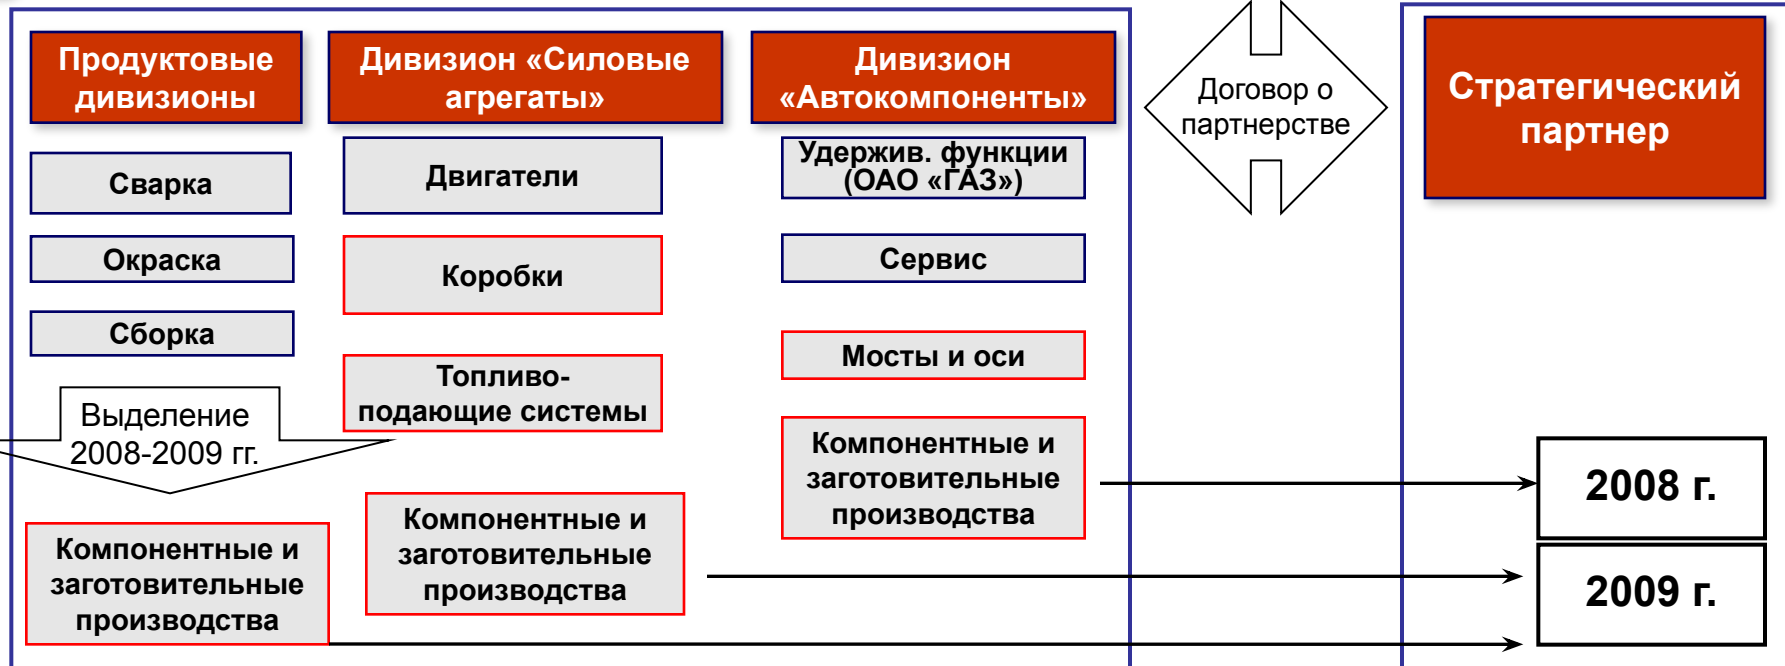 Продуктовые
дивизионы
Дивизион «Силовые
агрегаты»
Дивизион
«Автокомпоненты»
Договор о
партнерстве
Стратегический
партнер
Сварка
Окраска
Сборка
Выделение
2008-2009 гг.
Компонентные и
заготовительные
производства
Двигатели
Коробки
Топливо-
подающие системы
Компонентные и
заготовительные
производства
Удержив. функции
(ОАО «ГАЗ»)
Сервис
Мосты и оси
Компонентные и
заготовительные
производства
2008 г.
2009 г.